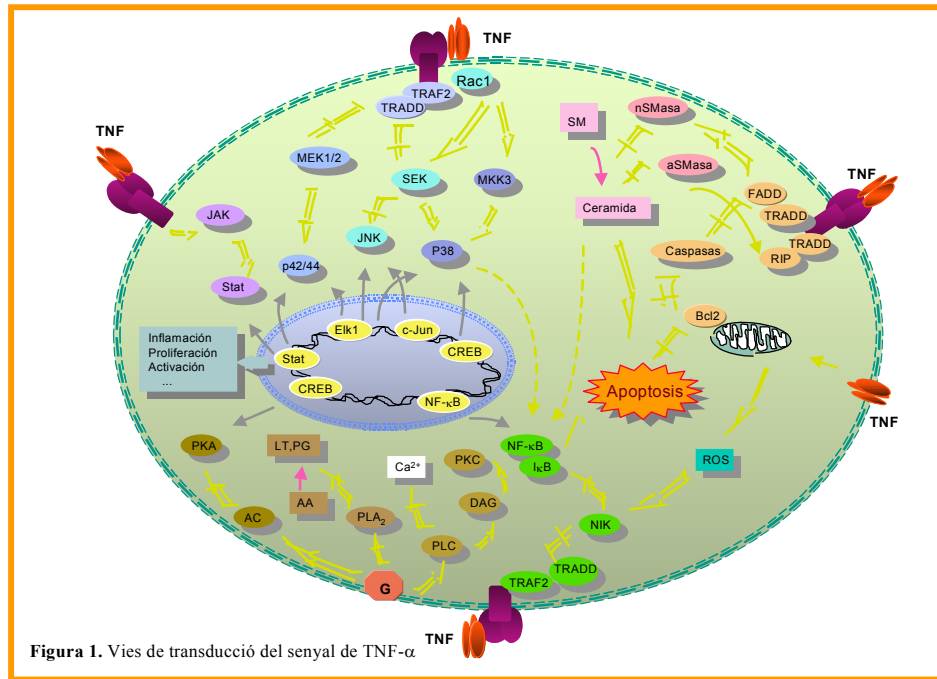 TNF
TNF
Rac1
TRAF2
TRADD
nSMasa
SM
TNF
MEK1/2
aSMasa
SEK
MKK3
TNF
FADD
JAK
Ceramida
TRADD
JNK
TRADD
P38
Caspasas
RIP
p42/44
Stat
Bcl2
Elk1
c-Jun
Inflamación
Proliferación
Activación
...
Stat
CREB
CREB
Apoptosis
NF-κB
TNF
PKA
LT,PG
NF-κB
Ca²⁺
PKC
IκB
ROS
AA
DAG
AC
PLA₂
NIK
PLC
TRADD
G
TRAF2
TNF
Figura 1. Vies de transducció del senyal de TNF-α